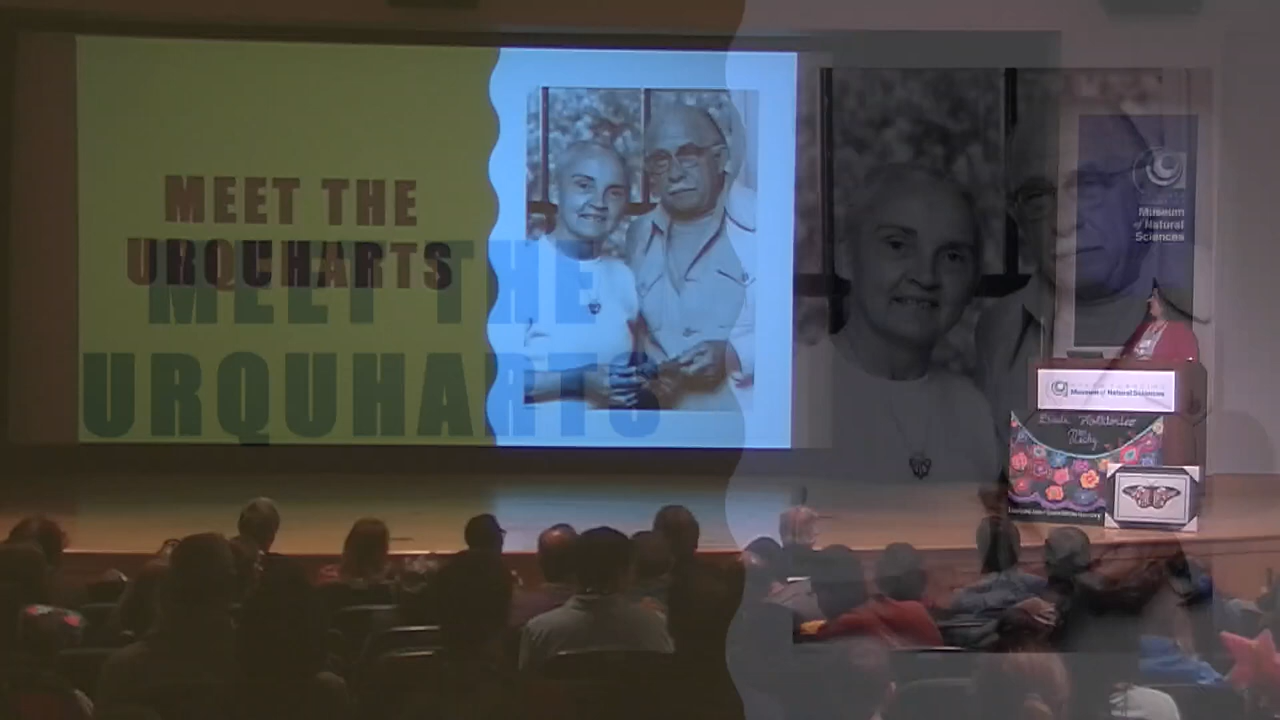 MEET THE
URQUHARTS
MEET THE
URQUHARTS
Museum
of Natural
Sciences
Museum of Natural Sciences